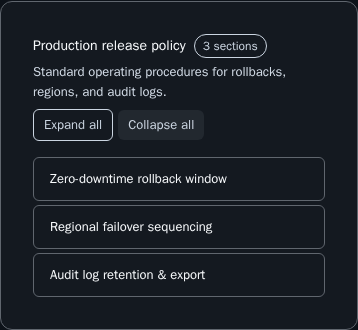 Production release policy 3 sections
Standard operating procedures for rollbacks,
regions, and audit logs.
Expand all Collapse all
Zero-downtime rollback window
Regional failover sequencing
Audit log retention & export